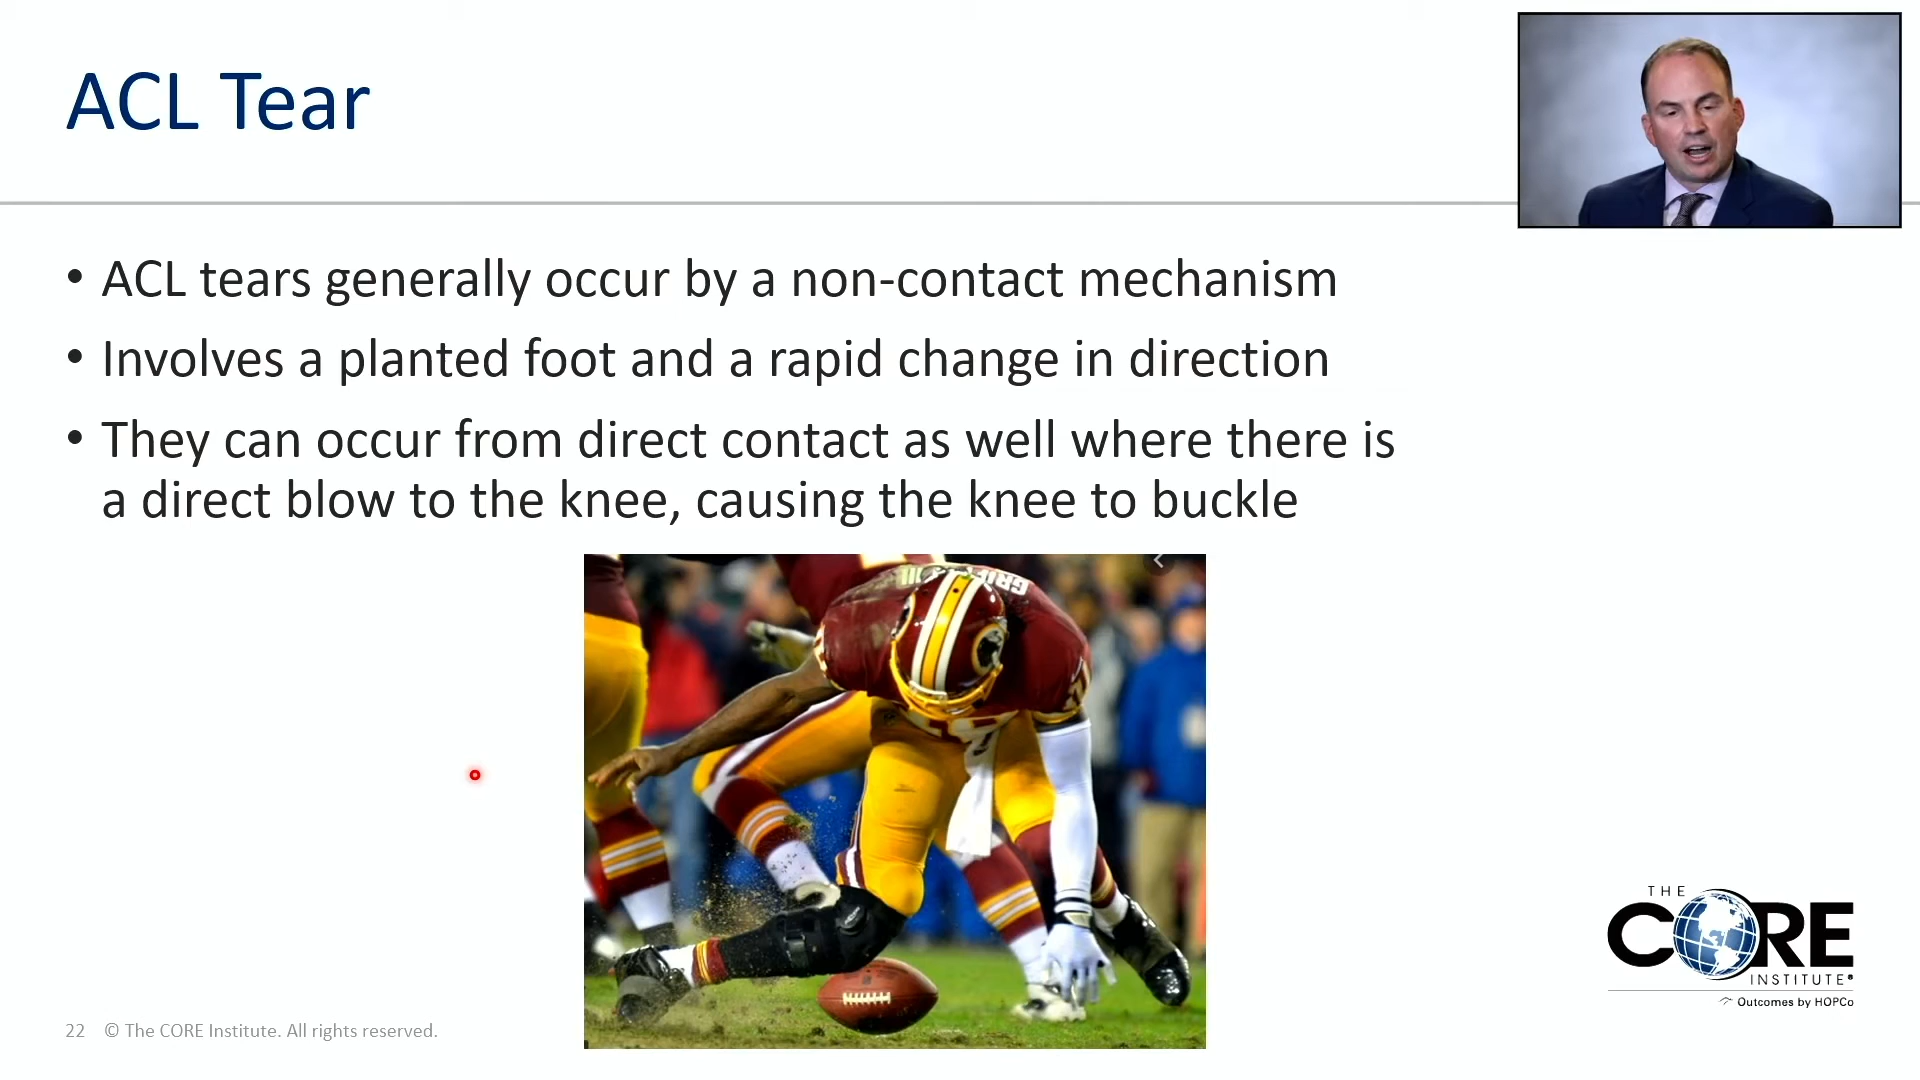 ACL Tear
• ACL tears generally occur by a non-contact mechanism
• Involves a planted foot and a rapid change in direction
• They can occur from direct contact as well where there is
a direct blow to the knee, causing the knee to buckle
THE
CORE
INSTITUTE®
Outcomes by HOPCo
22 © The CORE Institute. All rights reserved.